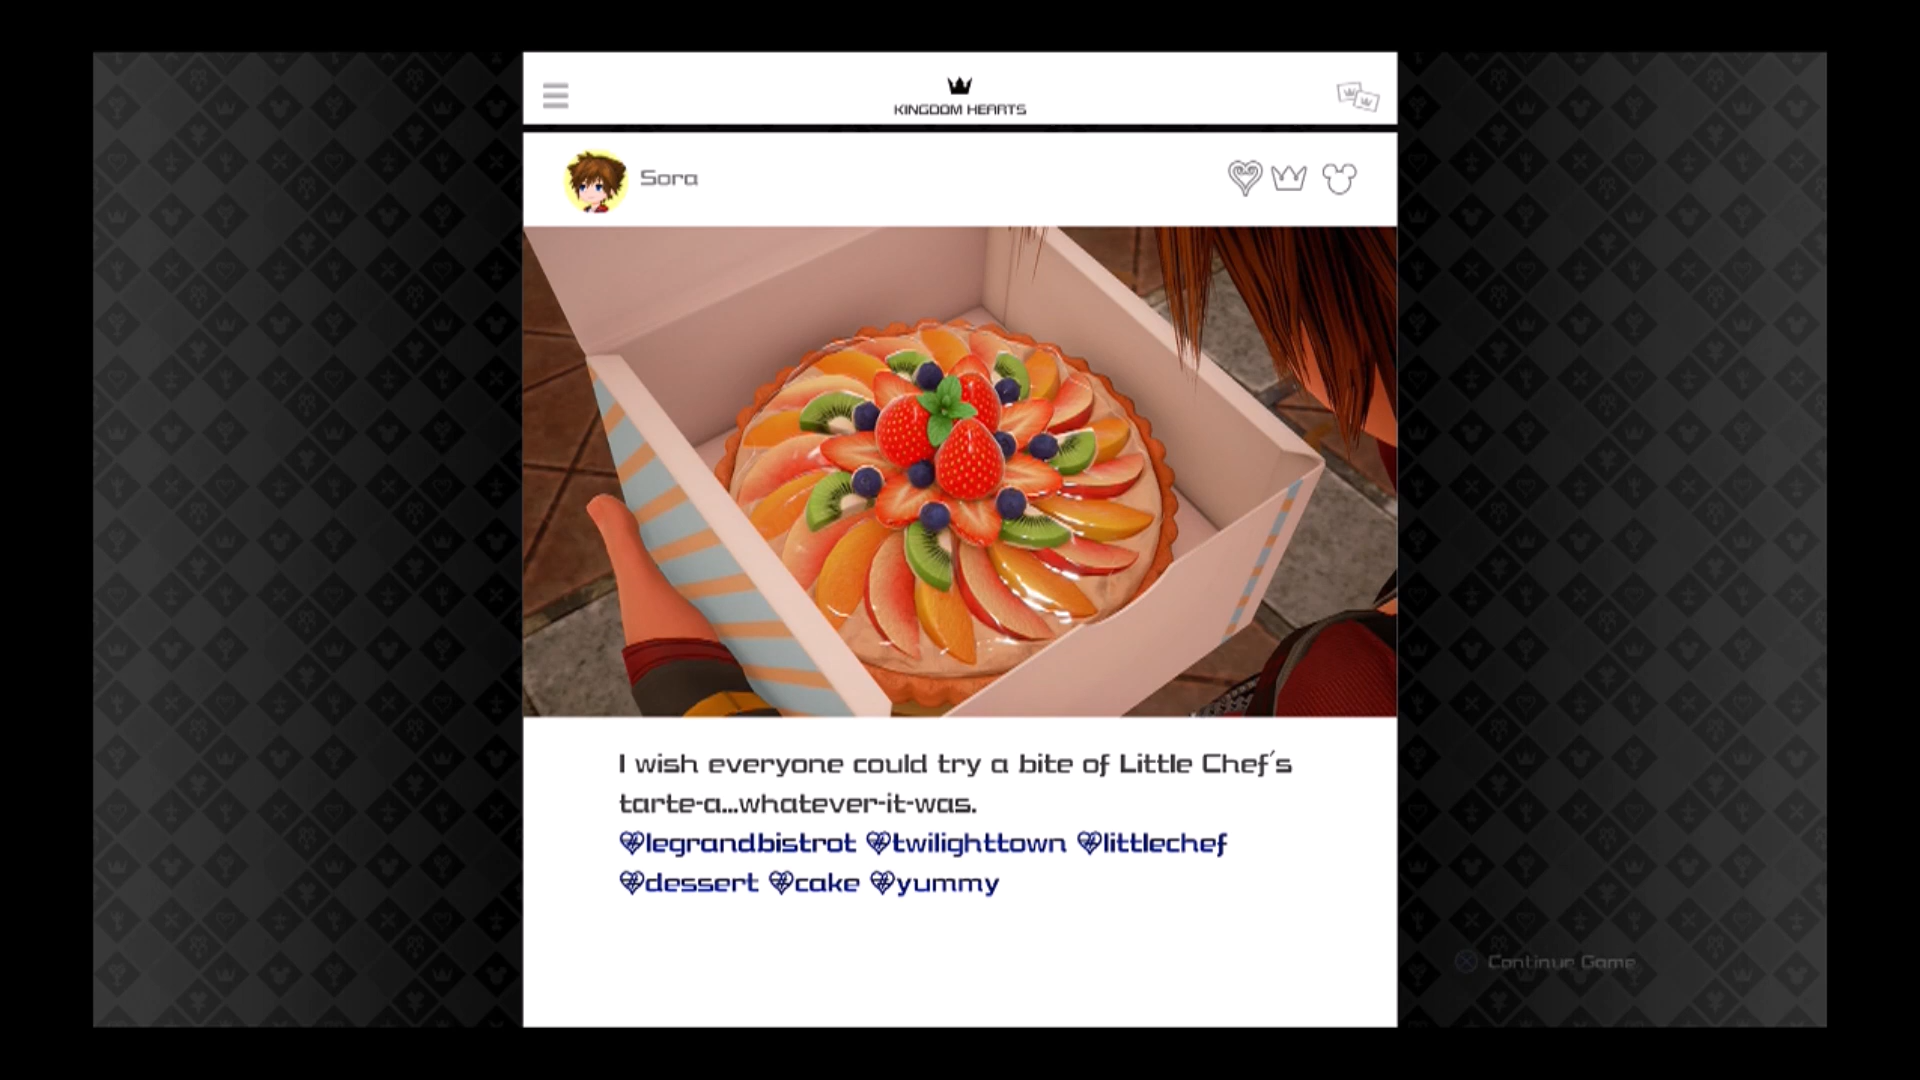 KINGDOM HEARTS
Sora
I wish everyone could try a bite of Little Chef's
tarte-a...whatever-it-was.
#legrandbistrot #twilighttown #littlechef
#dessert #cake #yummy
Continue Game